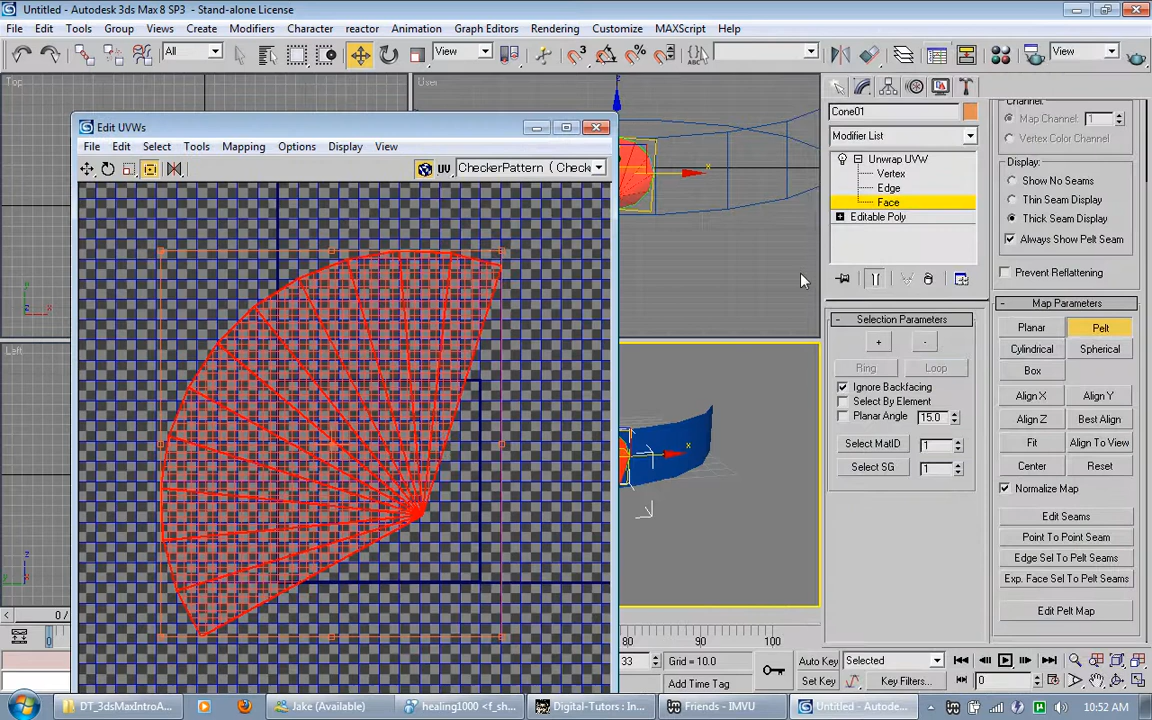 Untitled - Autodesk 3ds Max 8 SP3 - Stand-alone License
File Edit Tools Group Views Create Modifiers Character reactor Animation Graph Editors Rendering Customize MAXScript Help
All View View
Top
User
Left
Edit UVWs
File Edit Select Tools Mapping Options Display View
UV CheckerPattern ( Check
Cone01
Modifier List
Unwrap UVW
Vertex
Edge
Face
Editable Poly
Selection Parameters
+ -
Ring Loop
Ignore Backfacing
Select By Element
Planar Angle 15.0
Select MatID 1
Select SG 1
Channel:
Map Channel: 1
Vertex Color Channel
Display:
Show No Seams
Thin Seam Display
Thick Seam Display
Always Show Pelt Seam
Prevent Reflattening
Map Parameters
Planar Pelt
Cylindrical Spherical
Box
Align X Align Y
Align Z Best Align
Fit Align To View
Center Reset
Normalize Map
Edit Seams
Point To Point Seam
Edge Sel To Pelt Seams
Exp. Face Sel To Pelt Seams
Edit Pelt Map
0 /
0 80 90 100
33 Grid = 10.0
Add Time Tag
Auto Key Selected
Set Key Key Filters... 0
DT_3dsMaxIntroA... Jake (Available) healing1000 <f_sh... Digital-Tutors : In... Friends - IMVU Untitled - Autode... 10:52 AM